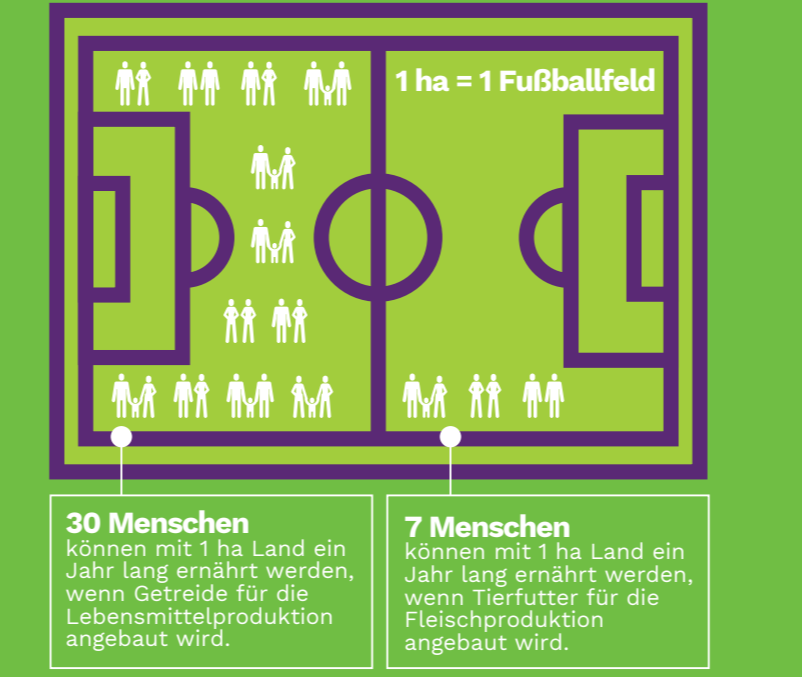 1 ha = 1 Fußballfeld
30 Menschen
können mit 1 ha Land ein
Jahr lang ernährt werden,
wenn Getreide für die
Lebensmittelproduktion
angebaut wird.
7 Menschen
können mit 1 ha Land ein
Jahr lang ernährt werden,
wenn Tierfutter für die
Fleischproduktion
angebaut wird.